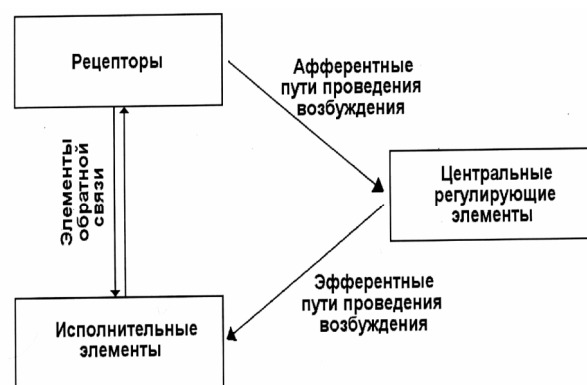 Рецепторы
Афферентные
пути проведения
возбуждения
Элементы
обратной
связи
Центральные
регулирующие
элементы
Эфферентные
пути проведения
возбуждения
Исполнительные
элементы